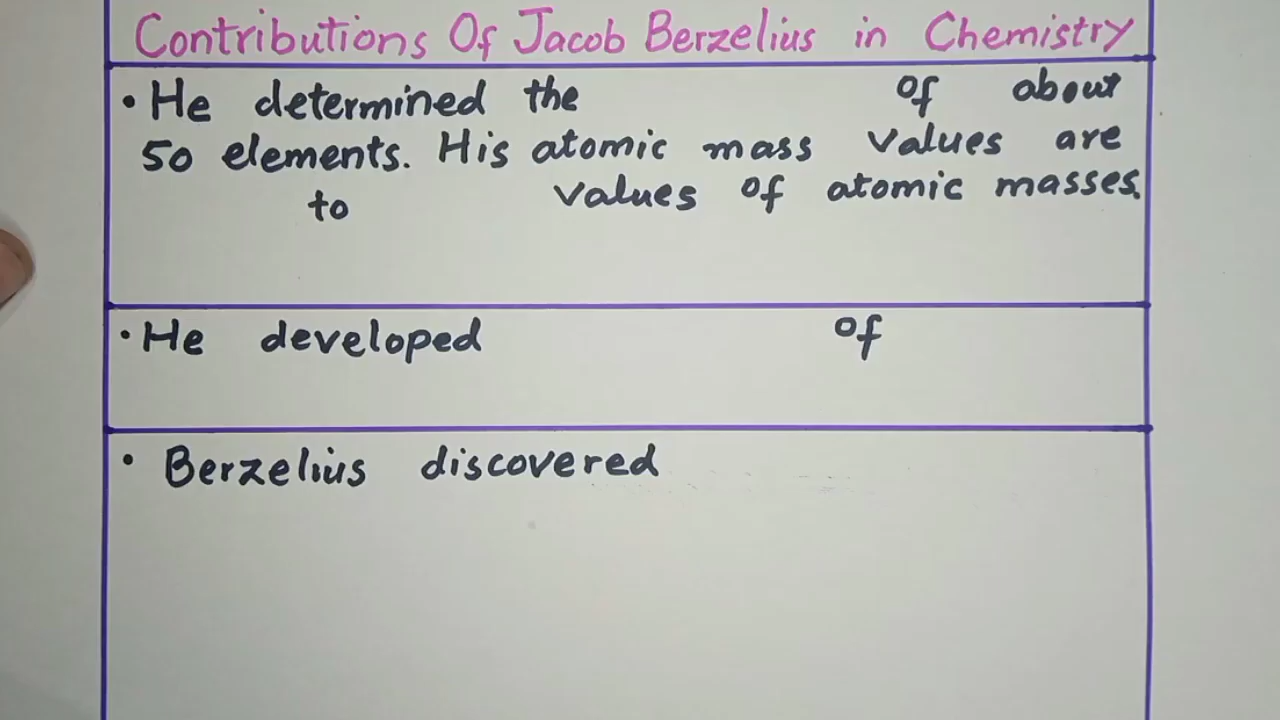 Contributions Of Jacob Berzelius in Chemistry
• He determined the of about
50 elements. His atomic mass values are
to values of atomic masses.
• He developed of
• Berzelius discovered